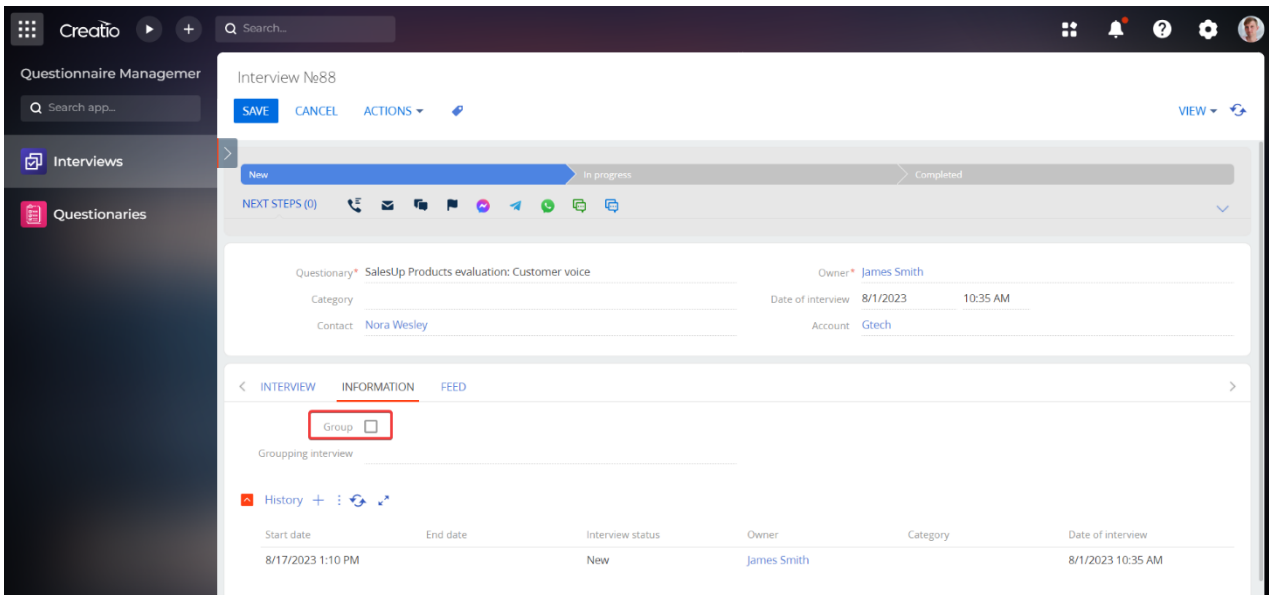 Creatio
Search...
Questionnaire Managemer
Search app...
Interviews
Questionaries
Interview №88
SAVE CANCEL ACTIONS VIEW
New In progress Completed
NEXT STEPS (0)
Questionary* SalesUp Products evaluation: Customer voice Owner* James Smith
Category Date of interview 8/1/2023 10:35 AM
Contact Nora Wesley Account Gtech
INTERVIEW INFORMATION FEED
Group
Groupping interview
History
Start date End date Interview status Owner Category Date of interview
8/17/2023 1:10 PM New James Smith 8/1/2023 10:35 AM